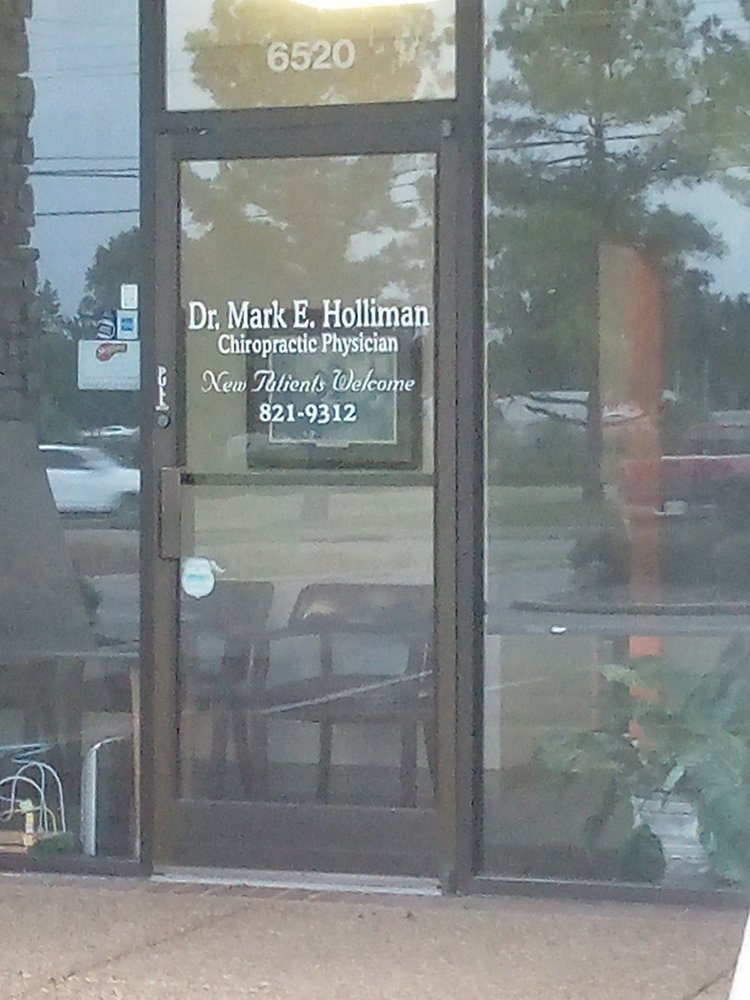 6520
Dr. Mark E. Holliman
Chiropractic Physician
New Patients Welcome
821-9312